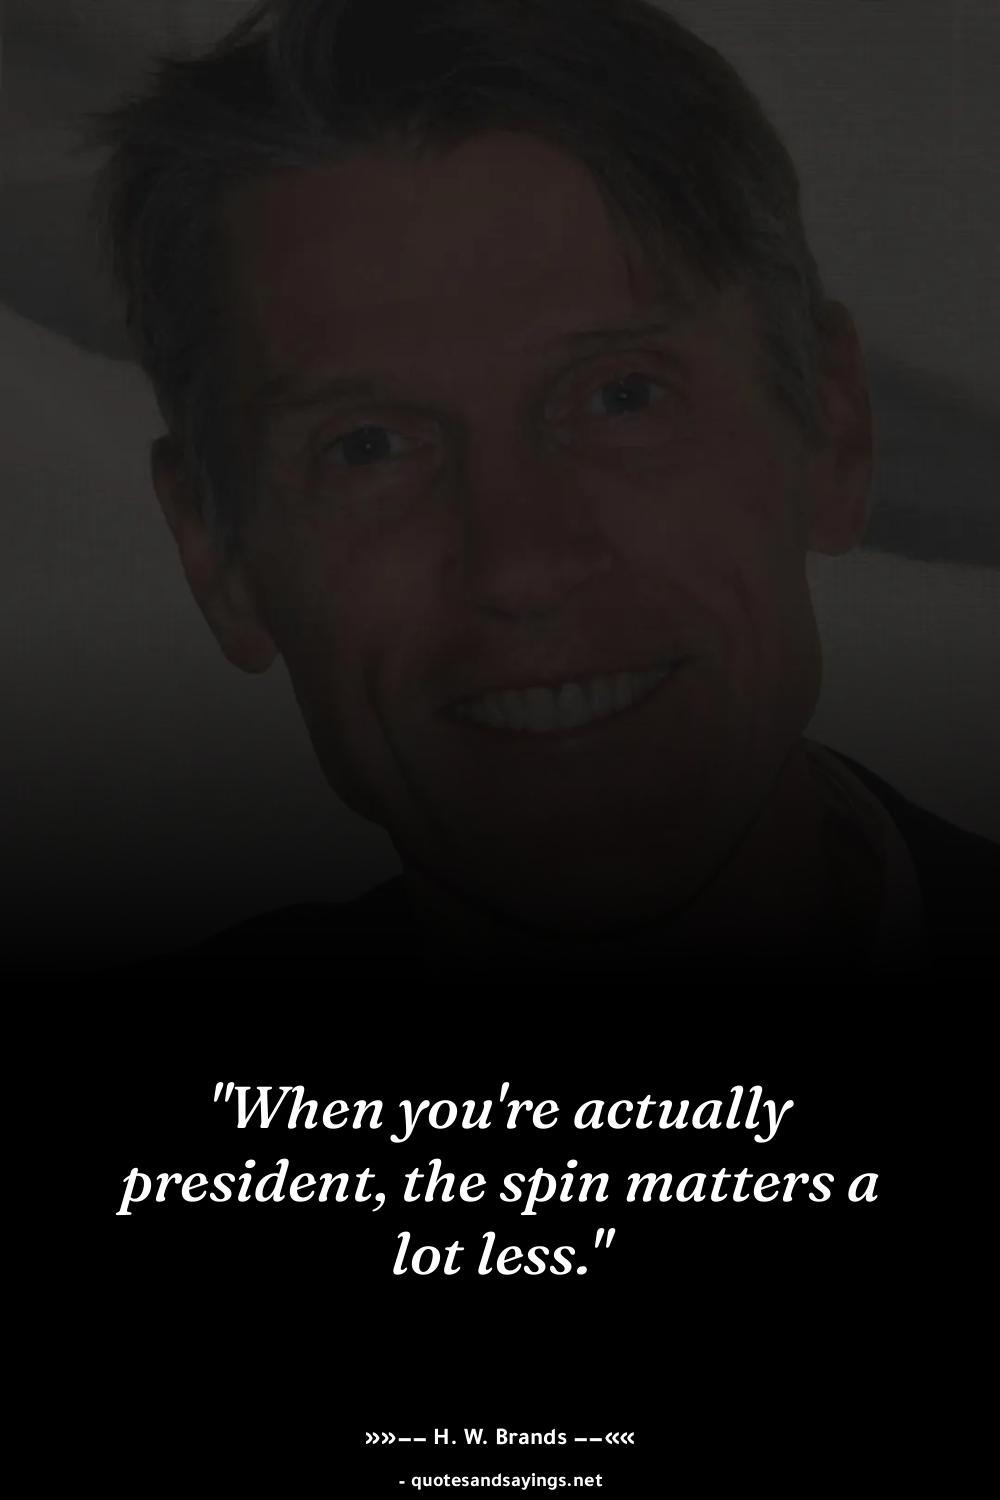 "When you're actually
president, the spin matters a
lot less."
»»–– H. W. Brands ––««
- quotesandsayings.net